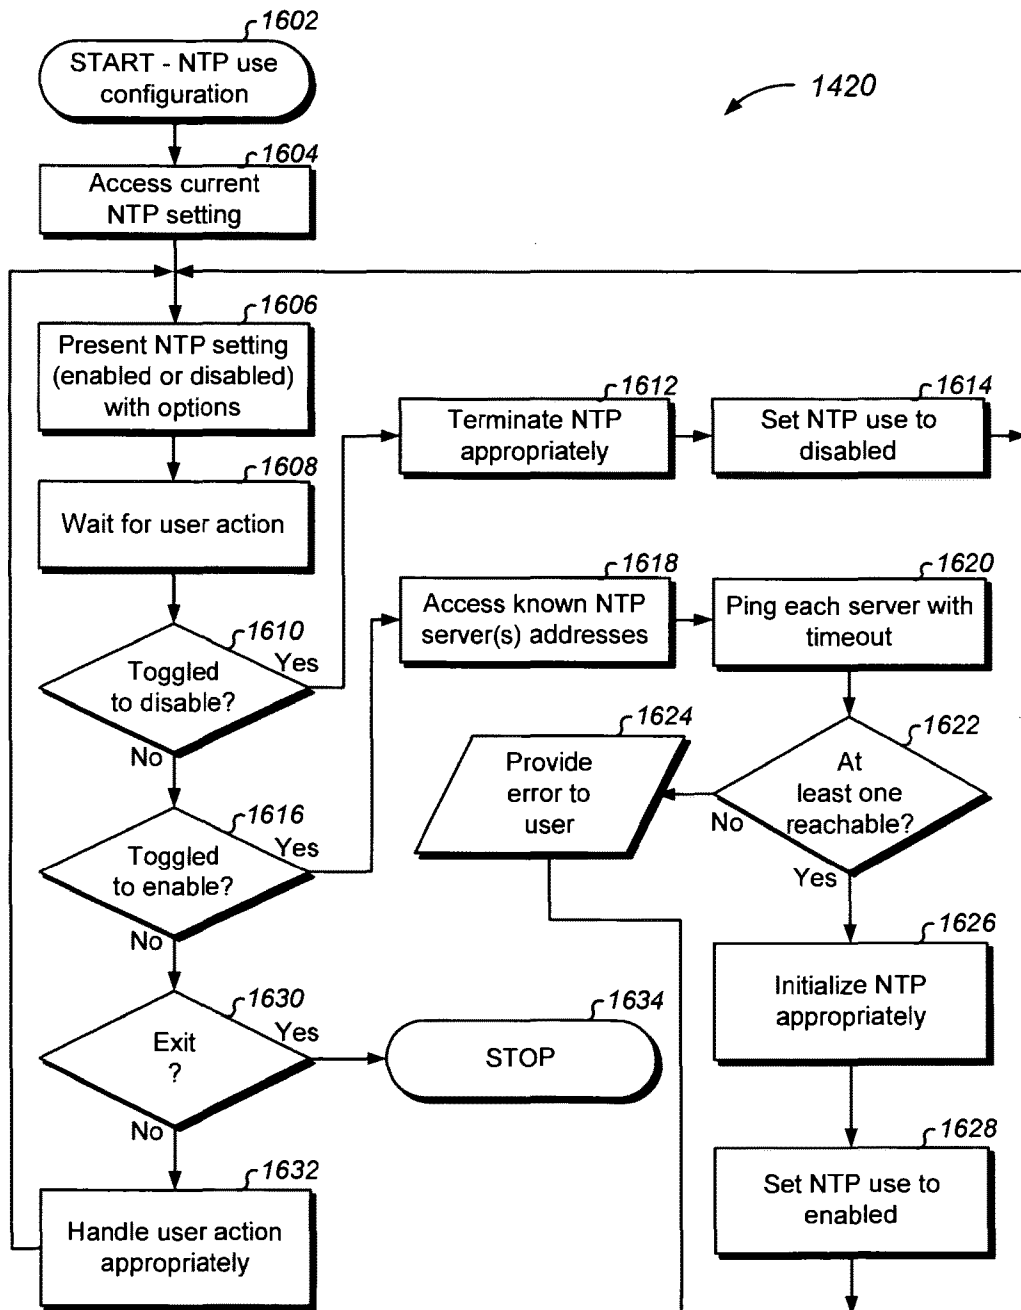 1602
START - NTP use
configuration
1420
1604
Access current
NTP setting
1606
Present NTP setting
(enabled or disabled)
with options
1612
Terminate NTP
appropriately
1614
Set NTP use to
disabled
1608
Wait for user action
1618
Access known NTP
server(s) addresses
1620
Ping each server with
timeout
1610
Toggled
to disable?
Yes
No
1624
Provide
error to
user
1622
At
least one
reachable?
No
Yes
1616
Toggled
to enable?
Yes
No
1626
Initialize NTP
appropriately
1630
Exit
?
Yes
No
1634
STOP
1628
Set NTP use to
enabled
1632
Handle user action
appropriately